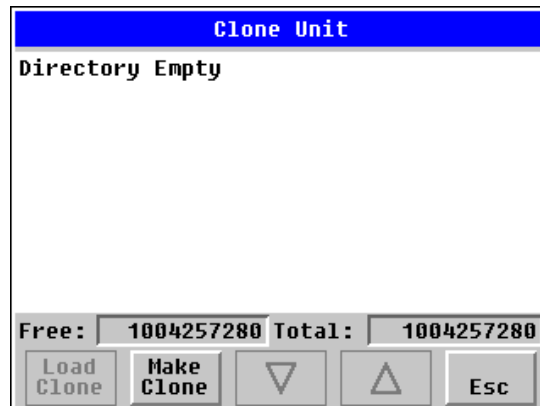 Clone Unit
Directory Empty
Free: 1004257280 Total: 1004257280
Load Clone Make Clone ▽ △ Esc